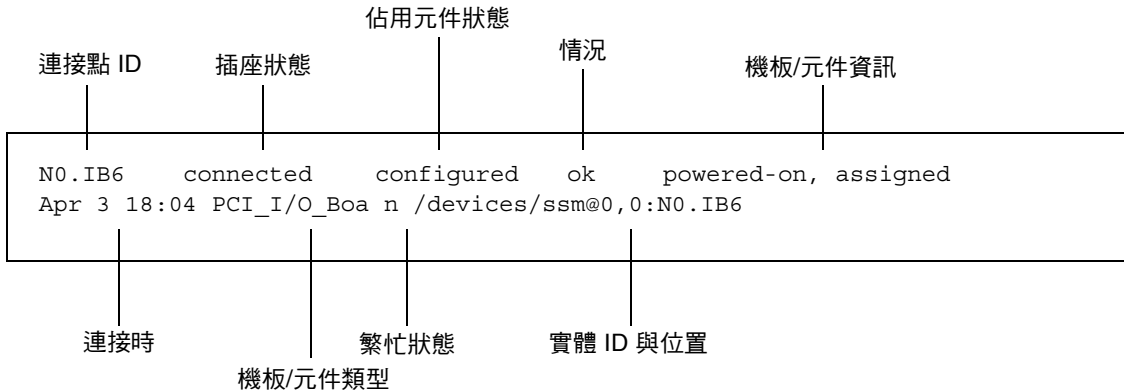 佔用元件狀態
連接點 ID
插座狀態
情況
機板/元件資訊
N0.IB6 connected configured ok powered-on, assigned
Apr 3 18:04 PCI_I/O_Boa n /devices/ssm@0,0:N0.IB6
連接時
繁忙狀態
實體 ID 與位置
機板/元件類型